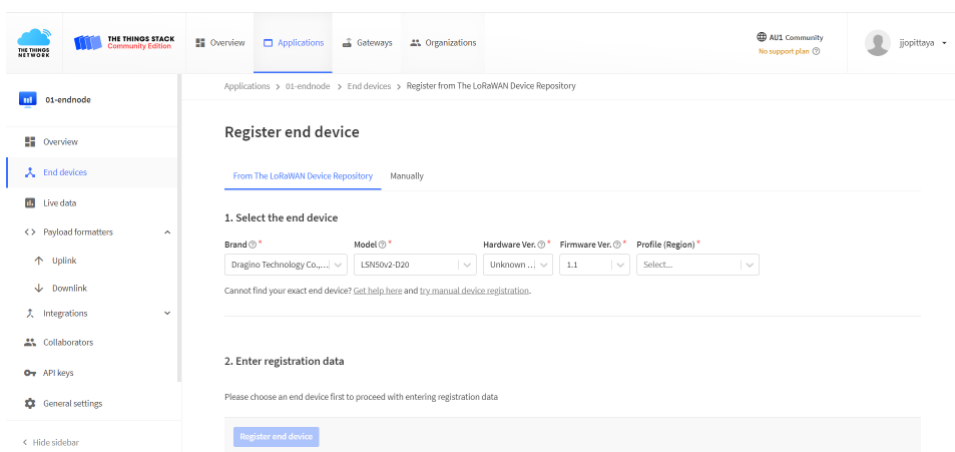 THE THINGS
NETWORK
THE THINGS STACK
Community Edition
Overview
Applications
Gateways
Organizations
AU1 Community
No support plan
jjopittaya
01-endnode
Overview
End devices
Live data
Payload formatters
Uplink
Downlink
Integrations
Collaborators
API keys
General settings
< Hide sidebar
Applications > 01-endnode > End devices > Register from The LoRaWAN Device Repository
Register end device
From The LoRaWAN Device Repository Manually
1. Select the end device
Brand * Model * Hardware Ver. * Firmware Ver. * Profile (Region) *
Dragino Technology Co.,... LSN50v2-D20 Unknown ... 1.1 Select...
Cannot find your exact end device? Get help here and try manual device registration.
2. Enter registration data
Please choose an end device first to proceed with entering registration data
Register end device